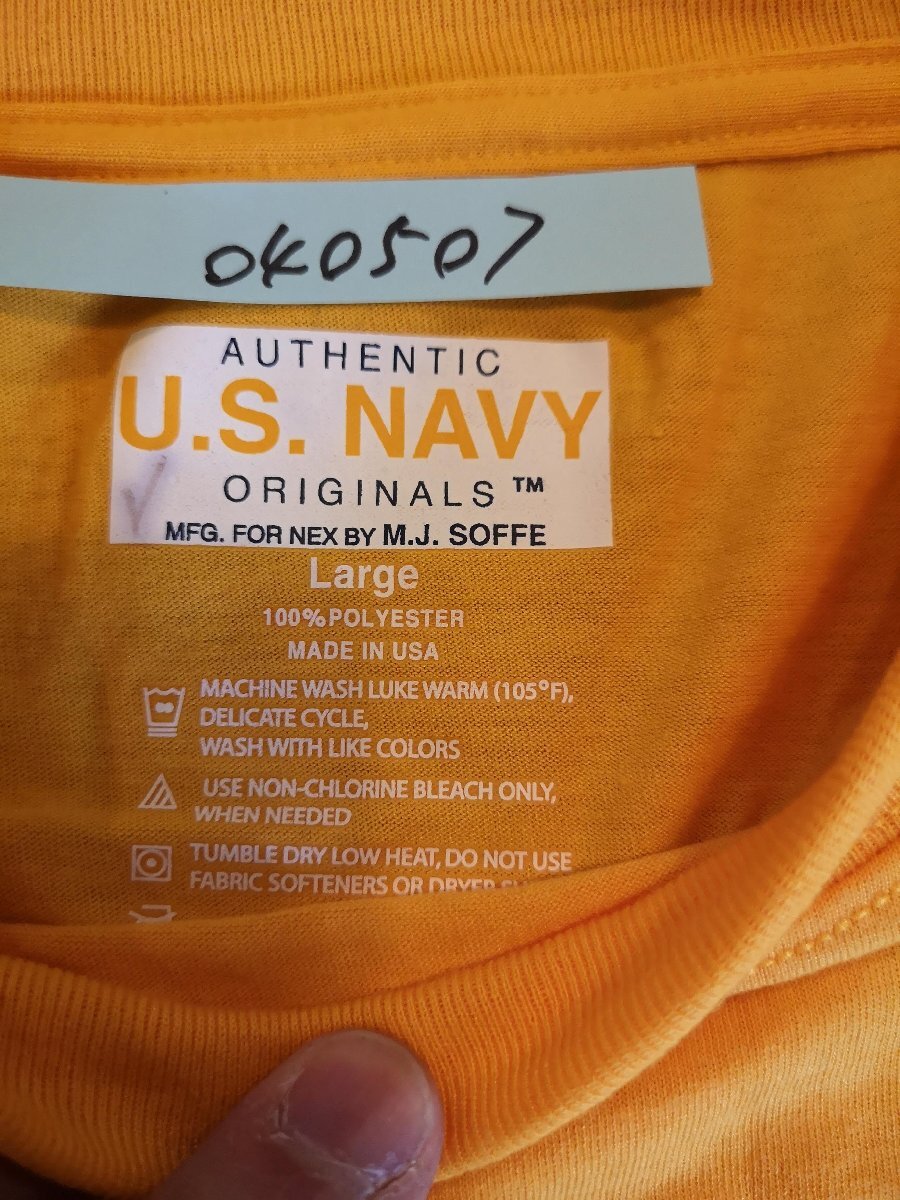 040507
AUTHENTIC
U.S. NAVY
ORIGINALS™
MFG. FOR NEX BY M.J. SOFFE
Large
100% POLYESTER
MADE IN USA
MACHINE WASH LUKE WARM (105°F),
DELICATE CYCLE,
WASH WITH LIKE COLORS
USE NON-CHLORINE BLEACH ONLY,
WHEN NEEDED
TUMBLE DRY LOW HEAT, DO NOT USE
FABRIC SOFTENERS OR DRYER